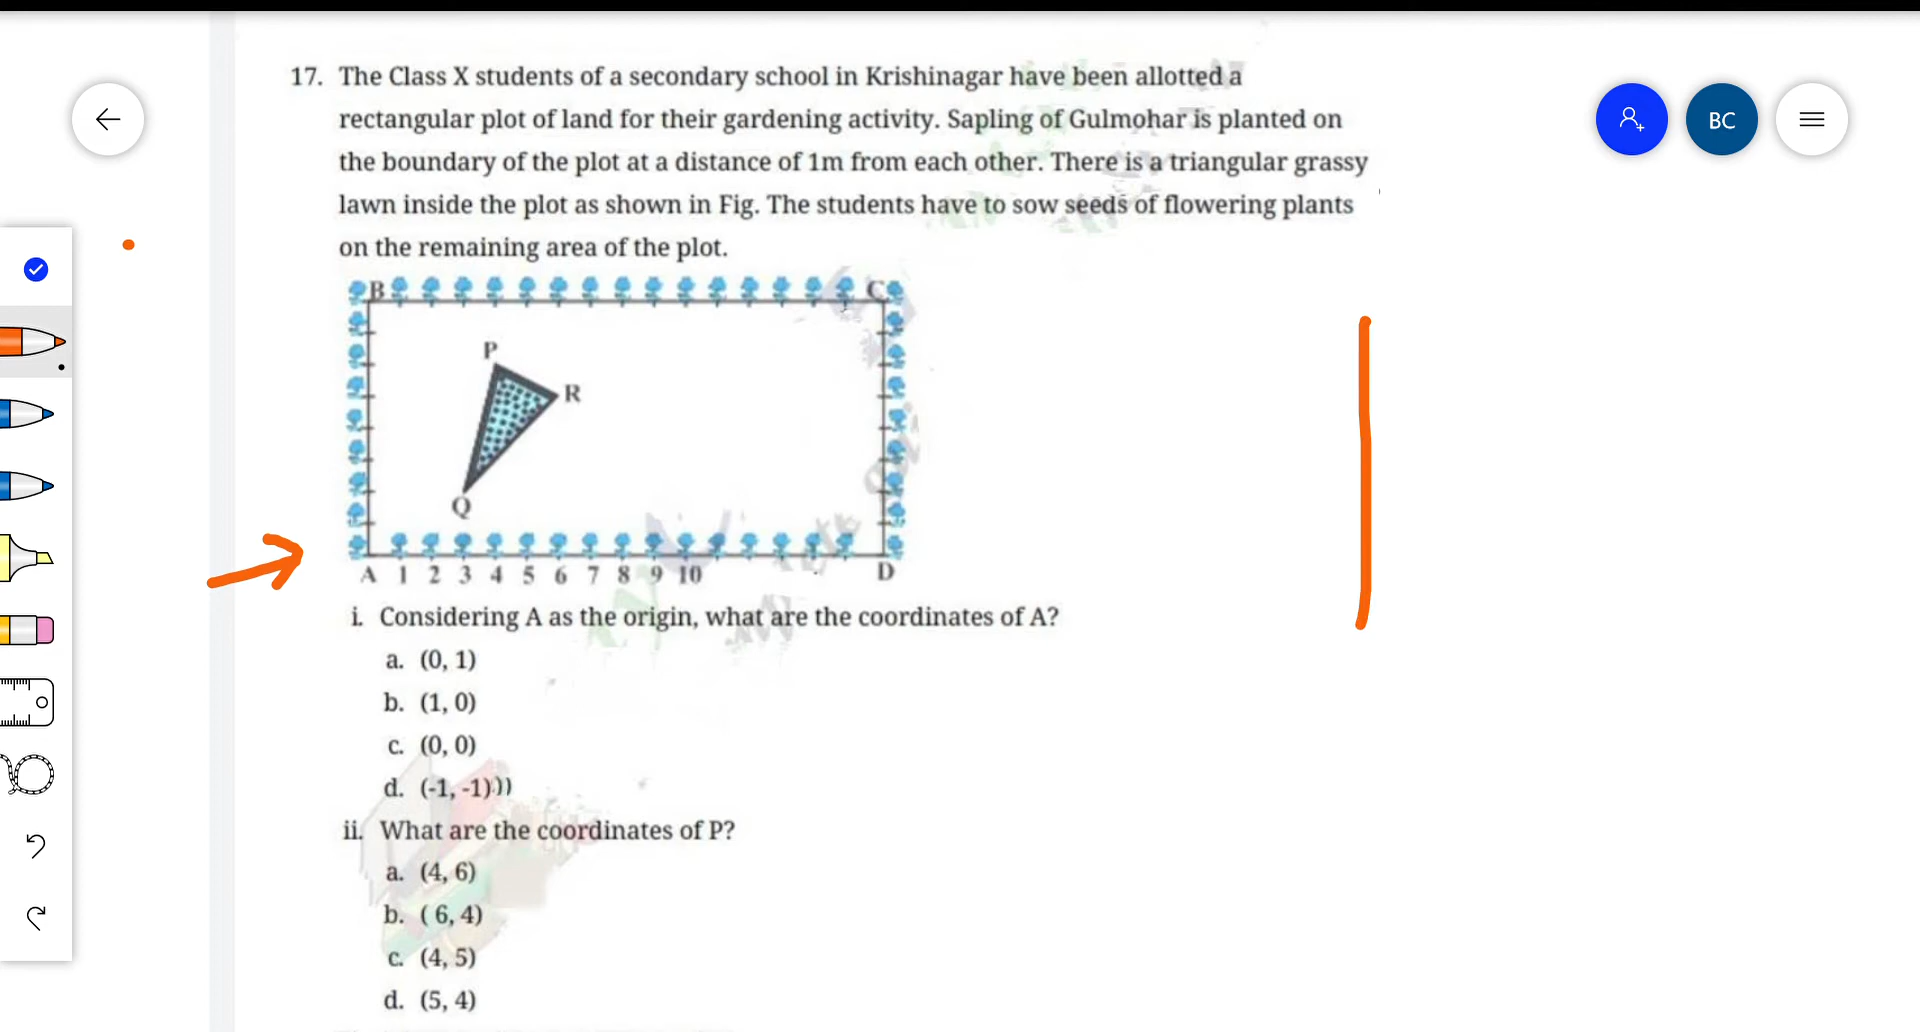 17. The Class X students of a secondary school in Krishinagar have been allotted a
rectangular plot of land for their gardening activity. Sapling of Gulmohar is planted on
the boundary of the plot at a distance of 1m from each other. There is a triangular grassy
lawn inside the plot as shown in Fig. The students have to sow seeds of flowering plants
on the remaining area of the plot.
BC
B C
P
R
Q
A 1 2 3 4 5 6 7 8 9 10 D
i. Considering A as the origin, what are the coordinates of A?
a. (0, 1)
b. (1, 0)
c. (0, 0)
d. (-1, -1)))
ii. What are the coordinates of P?
a. (4, 6)
b. ( 6, 4)
c. (4, 5)
d. (5, 4)